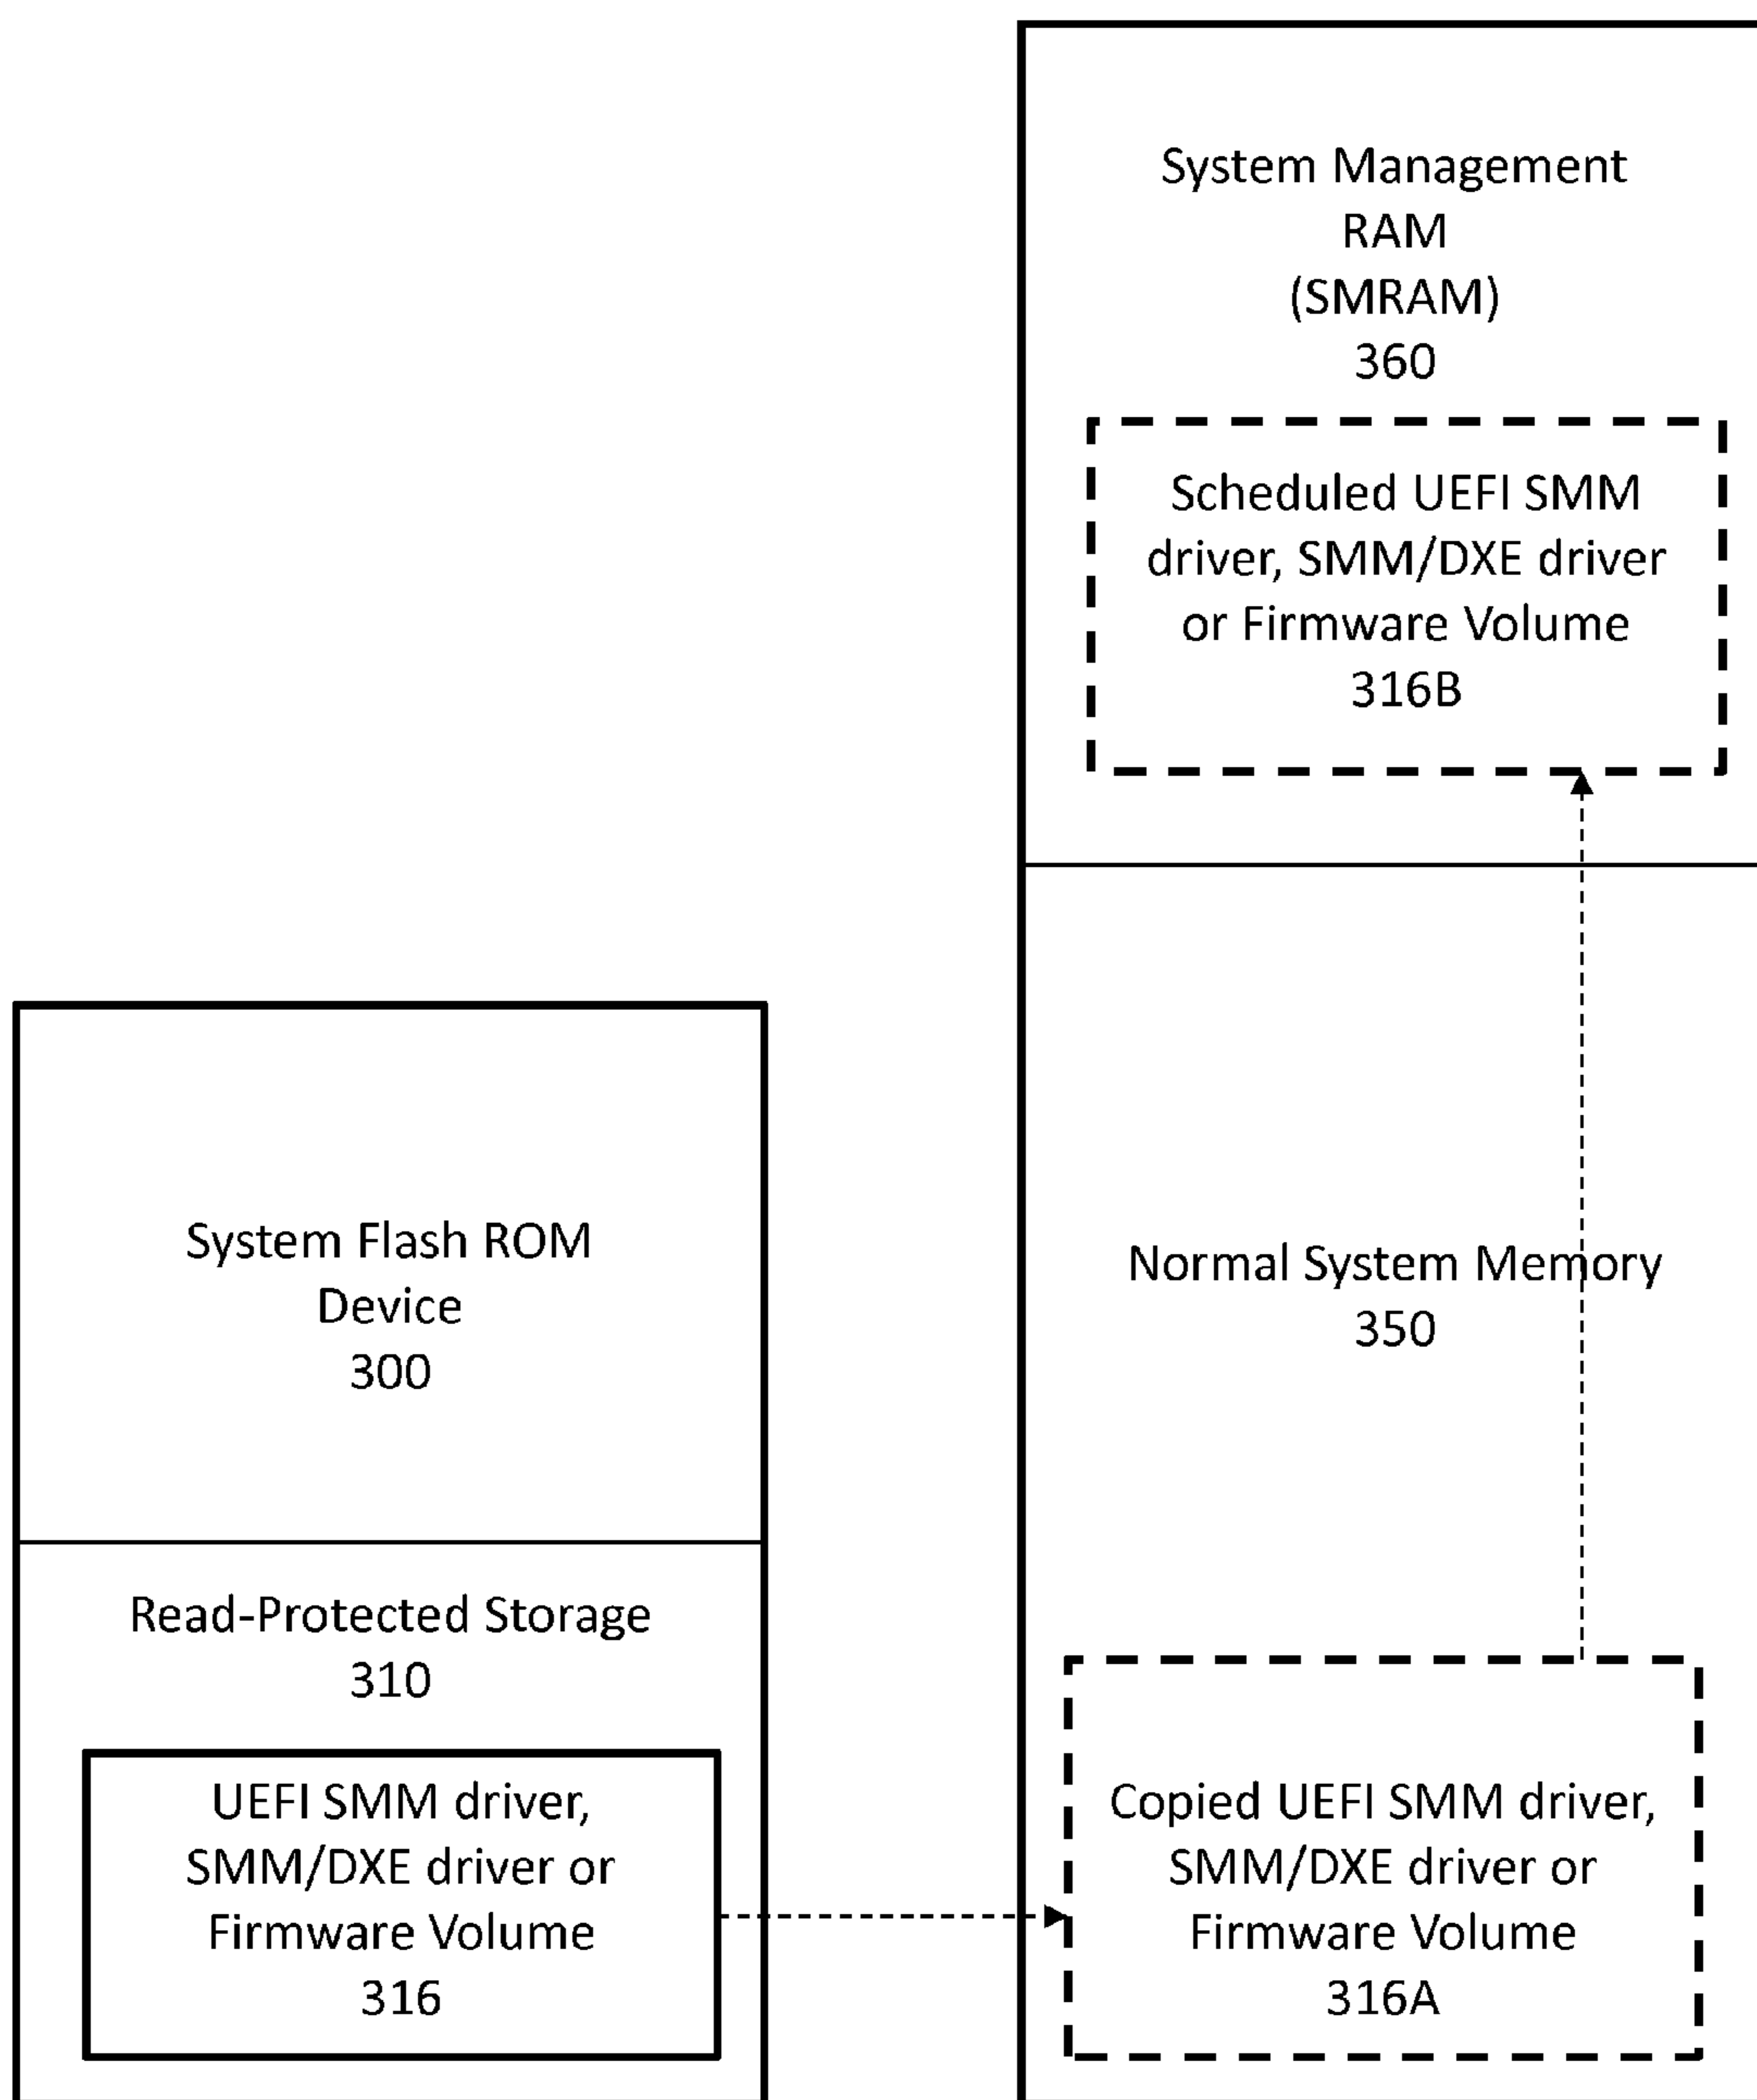 System Management
RAM
(SMRAM)
360
Scheduled UEFI SMM
driver, SMM/DXE driver
or Firmware Volume
316B
System Flash ROM
Device
300
Normal System Memory
350
Read-Protected Storage
310
UEFI SMM driver,
SMM/DXE driver or
Firmware Volume
316
Copied UEFI SMM driver,
SMM/DXE driver or
Firmware Volume
316A